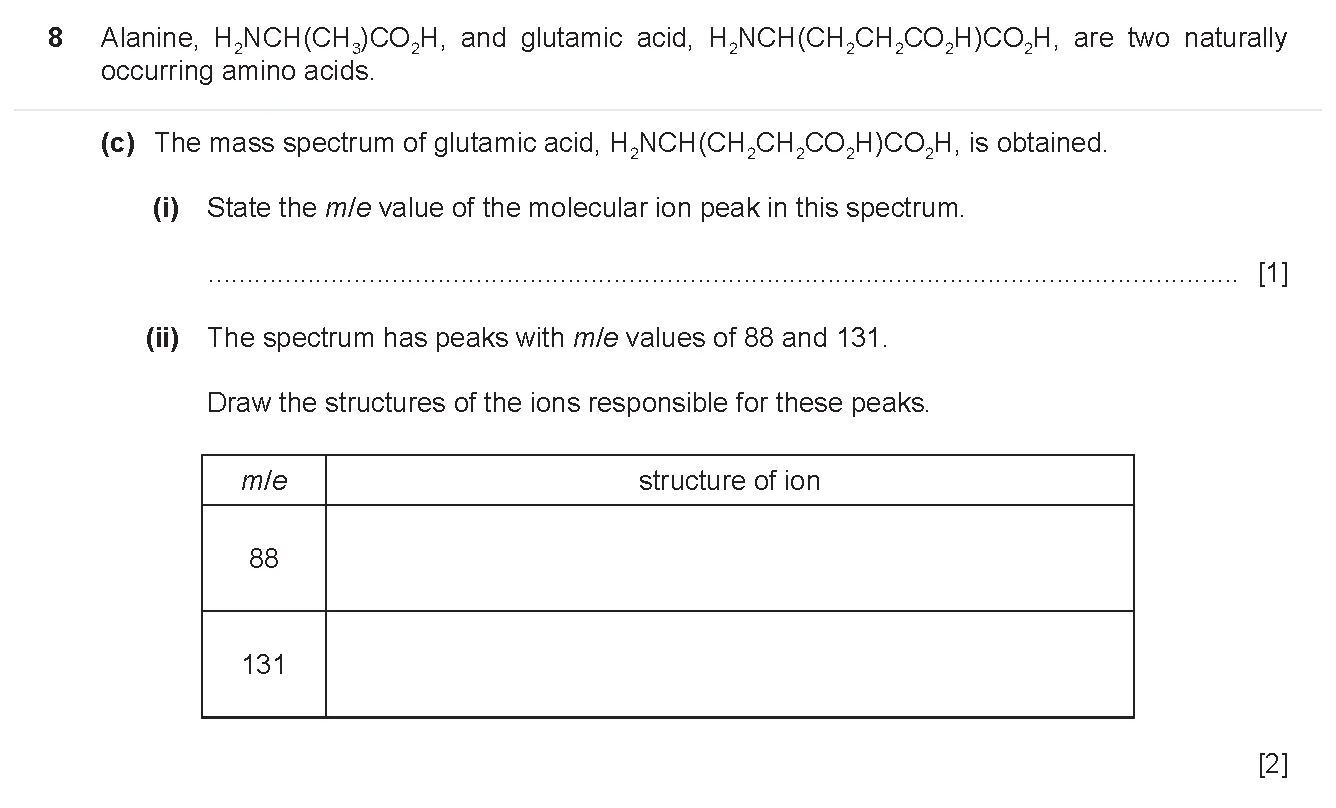 8 Alanine, H₂NCH(CH₃)CO₂H, and glutamic acid, H₂NCH(CH₂CH₂CO₂H)CO₂H, are two naturally
occurring amino acids.
(c) The mass spectrum of glutamic acid, H₂NCH(CH₂CH₂CO₂H)CO₂H, is obtained.
(i) State the m/e value of the molecular ion peak in this spectrum.
...................................................................................................................................... [1]
(ii) The spectrum has peaks with m/e values of 88 and 131.
Draw the structures of the ions responsible for these peaks.
m/e structure of ion
88
131
[2]